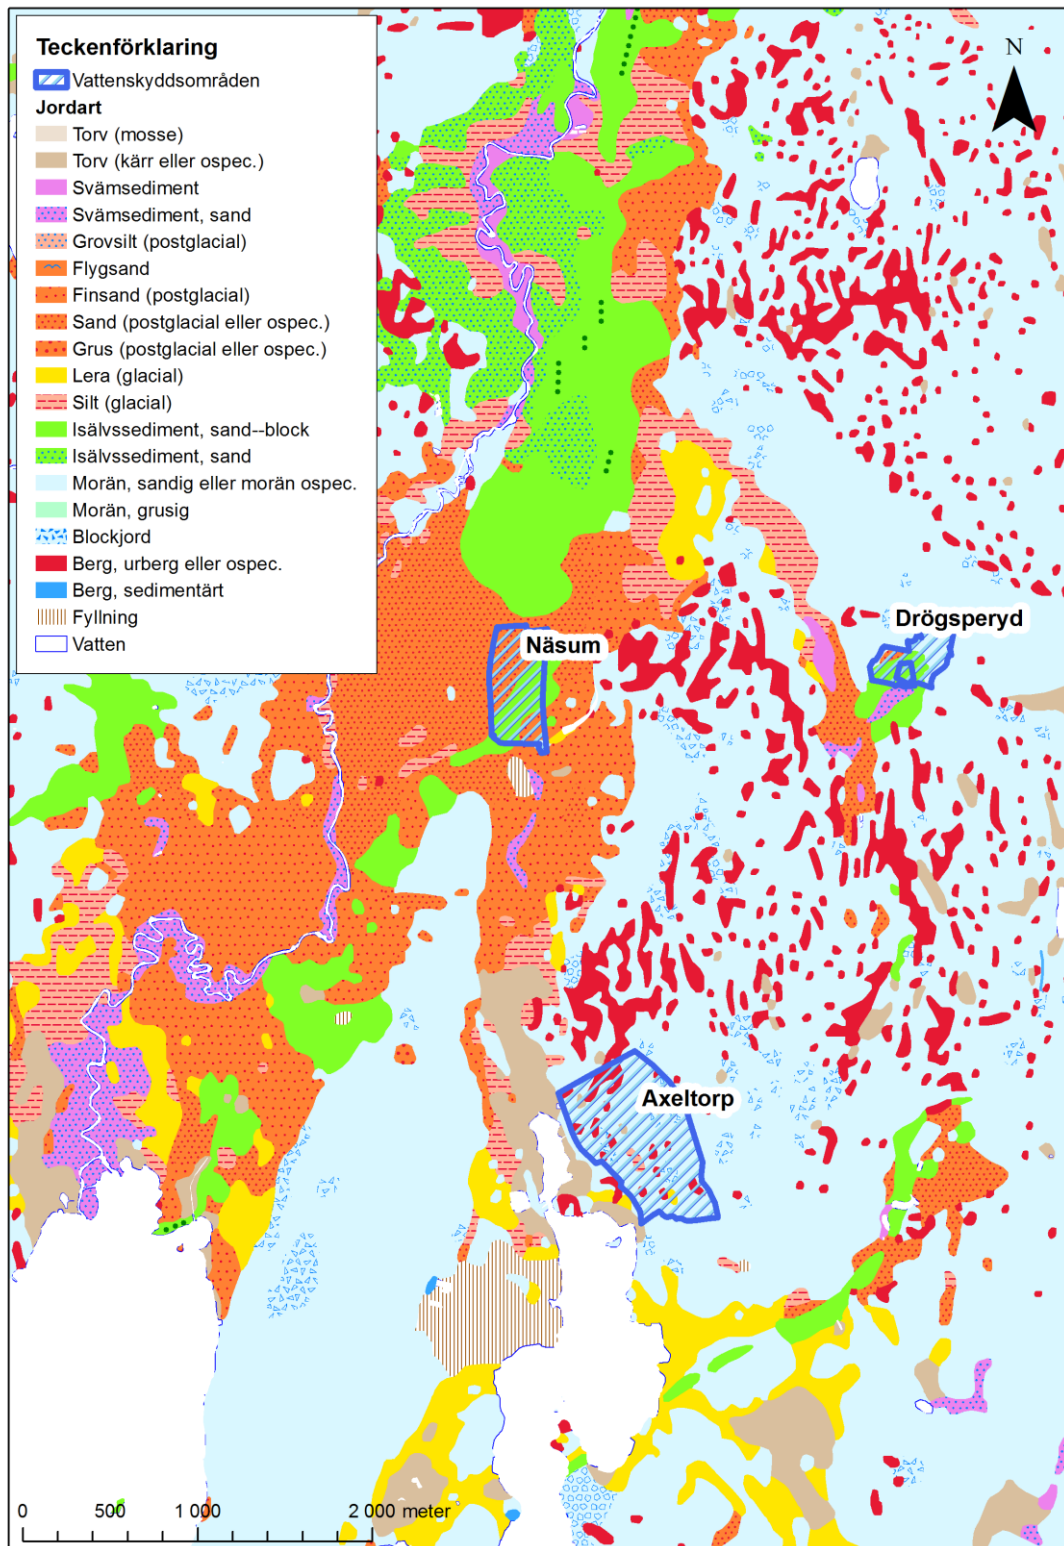 Teckenförklaring
Vattenskyddsområden
Jordart
Torv (mosse)
Torv (kärr eller ospec.)
Svämsediment
Svämsediment, sand
Grovsilt (postglacial)
Flygsand
Finsand (postglacial)
Sand (postglacial eller ospec.)
Grus (postglacial eller ospec.)
Lera (glacial)
Silt (glacial)
Isälvssediment, sand--block
Isälvssediment, sand
Morän, sandig eller morän ospec.
Morän, grusig
Blockjord
Berg, urberg eller ospec.
Berg, sedimentärt
Fyllning
Vatten
N
Drögsperyd
Näsum
Axeltorp
0 500 1 000 2 000 meter